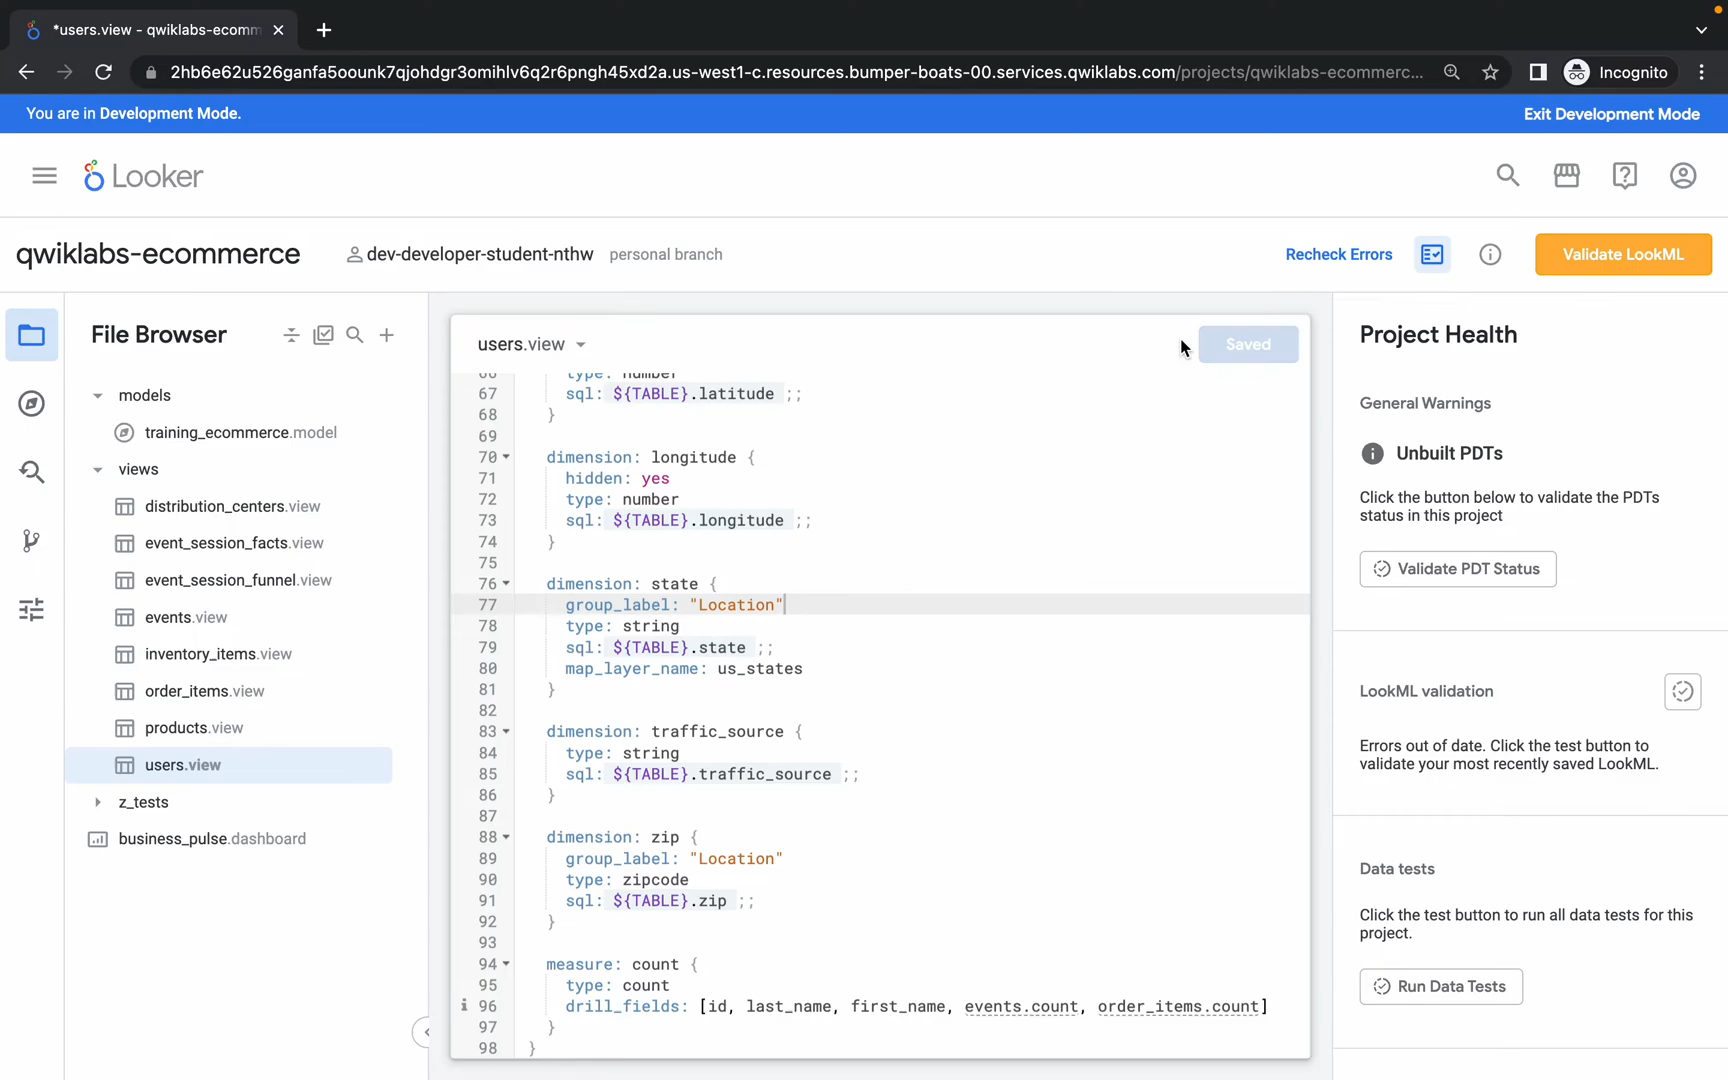 *users.view - qwiklabs-ecomm
2hb6e62u526ganfa5oounk7qjohdgr3omihlv6q2r6pngh45xd2a.us-west1-c.resources.bumper-boats-00.services.qwiklabs.com/projects/qwiklabs-ecommerc...
Incognito
You are in Development Mode.
Exit Development Mode
Looker
qwiklabs-ecommerce
dev-developer-student-nthw personal branch
Recheck Errors
Validate LookML
File Browser
models
training_ecommerce.model
views
distribution_centers.view
event_session_facts.view
event_session_funnel.view
events.view
inventory_items.view
order_items.view
products.view
users.view
z_tests
business_pulse.dashboard
users.view
Saved
66 type: number
67 sql: ${TABLE}.latitude ;;
68 }
69
70 dimension: longitude {
71 hidden: yes
72 type: number
73 sql: ${TABLE}.longitude ;;
74 }
75
76 dimension: state {
77 group_label: "Location"
78 type: string
79 sql: ${TABLE}.state ;;
80 map_layer_name: us_states
81 }
82
83 dimension: traffic_source {
84 type: string
85 sql: ${TABLE}.traffic_source ;;
86 }
87
88 dimension: zip {
89 group_label: "Location"
90 type: zipcode
91 sql: ${TABLE}.zip ;;
92 }
93
94 measure: count {
95 type: count
96 drill_fields: [id, last_name, first_name, events.count, order_items.count]
97 }
98 }
Project Health
General Warnings
Unbuilt PDTs
Click the button below to validate the PDTs
status in this project
Validate PDT Status
LookML validation
Errors out of date. Click the test button to
validate your most recently saved LookML.
Data tests
Click the test button to run all data tests for this
project.
Run Data Tests